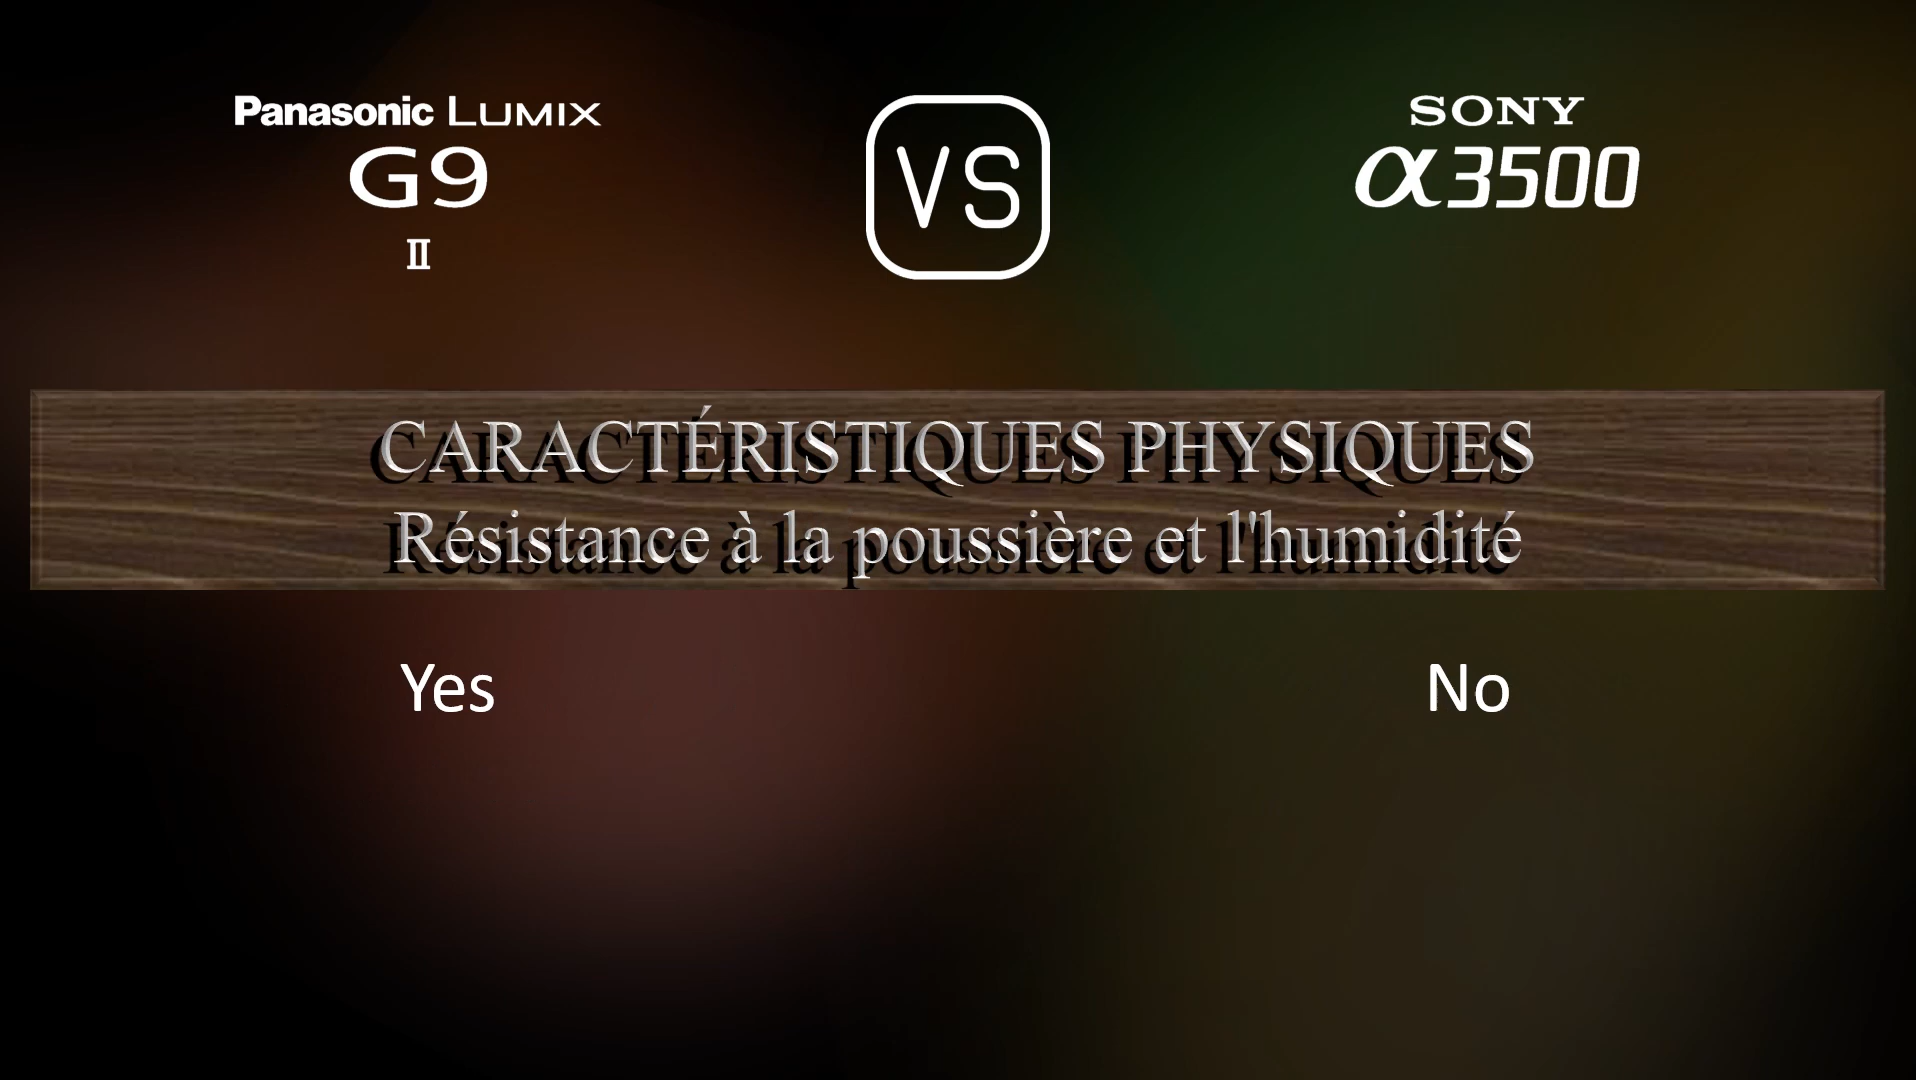 Panasonic LUMIX
G9
II
VS
SONY
α3500
CARACTÉRISTIQUES PHYSIQUES
Résistance à la poussière et l'humidité
Yes
No